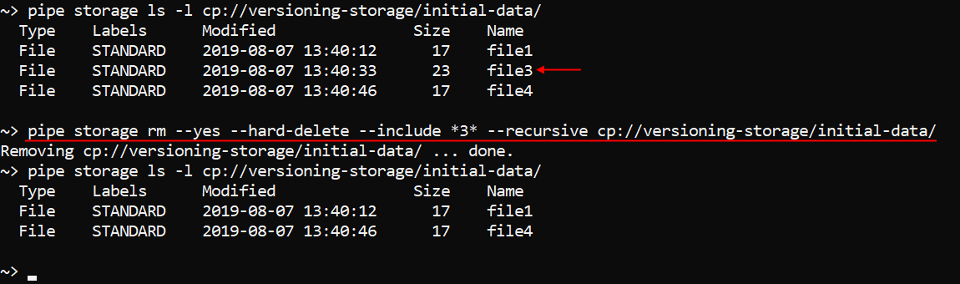 ~> pipe storage ls -l cp://versioning-storage/initial-data/
Type Labels Modified Size Name
File STANDARD 2019-08-07 13:40:12 17 file1
File STANDARD 2019-08-07 13:40:33 23 file3
File STANDARD 2019-08-07 13:40:46 17 file4
~> pipe storage rm --yes --hard-delete --include *3* --recursive cp://versioning-storage/initial-data/
Removing cp://versioning-storage/initial-data/ ... done.
~> pipe storage ls -l cp://versioning-storage/initial-data/
Type Labels Modified Size Name
File STANDARD 2019-08-07 13:40:12 17 file1
File STANDARD 2019-08-07 13:40:46 17 file4
~>